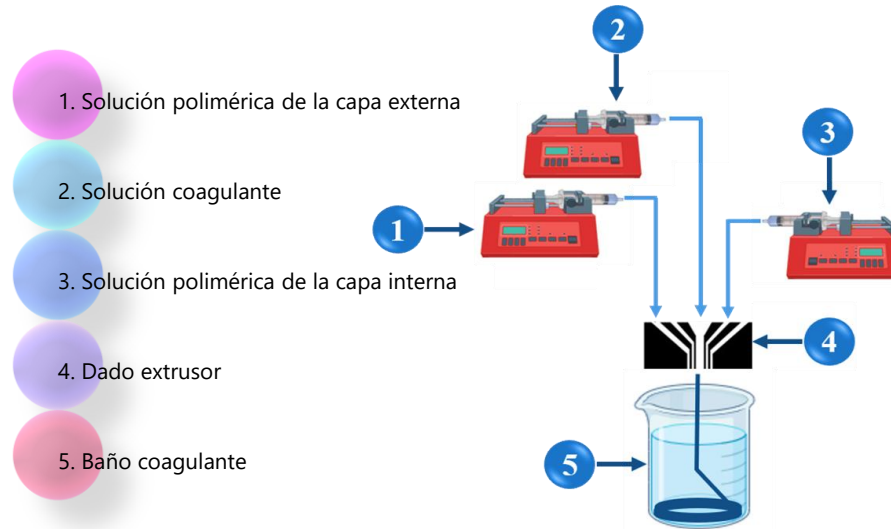 1. Solución polimérica de la capa externa
2. Solución coagulante
3. Solución polimérica de la capa interna
4. Dado extrusor
5. Baño coagulante
2
3
1
4
5